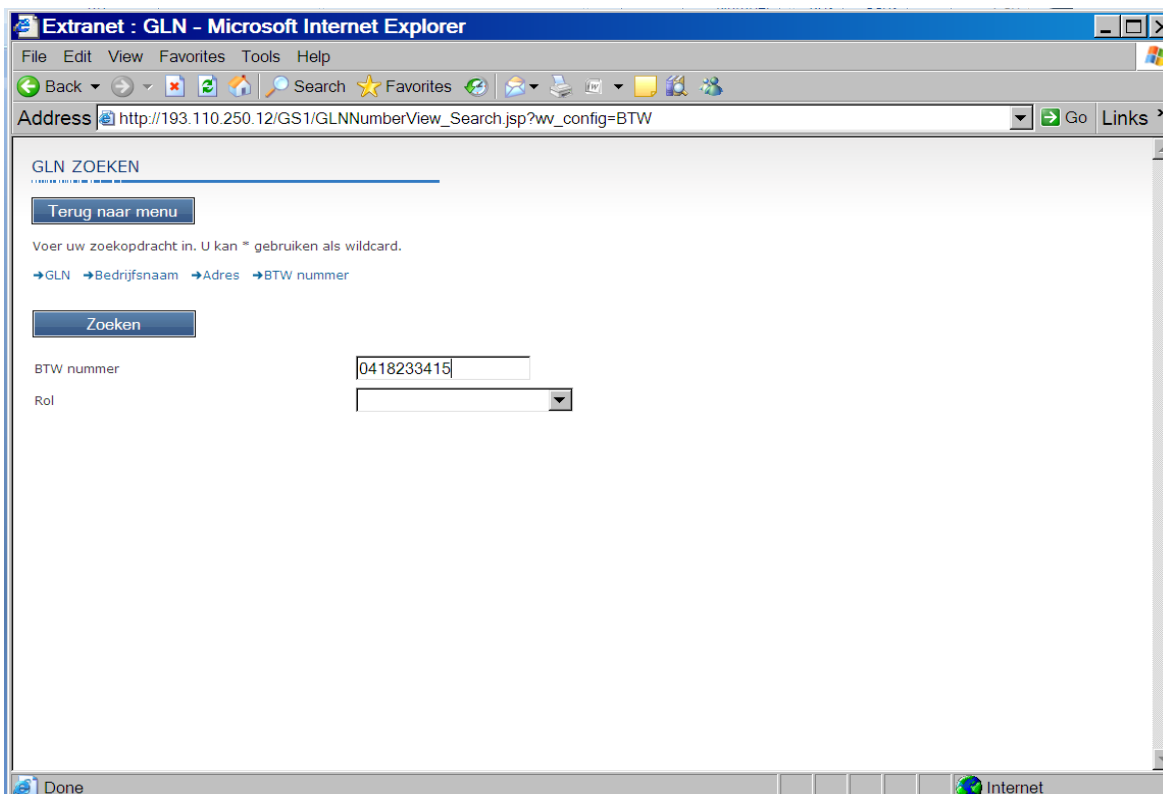 Extranet : GLN - Microsoft Internet Explorer
File Edit View Favorites Tools Help
Back Search Favorites
Address http://193.110.250.12/GS1/GLNNumberView_Search.jsp?wv_config=BTW Go Links
GLN ZOEKEN
Terug naar menu
Voer uw zoekopdracht in. U kan * gebruiken als wildcard.
➔GLN ➔Bedrijfsnaam ➔Adres ➔BTW nummer
Zoeken
BTW nummer 0418233415
Rol
Done Internet